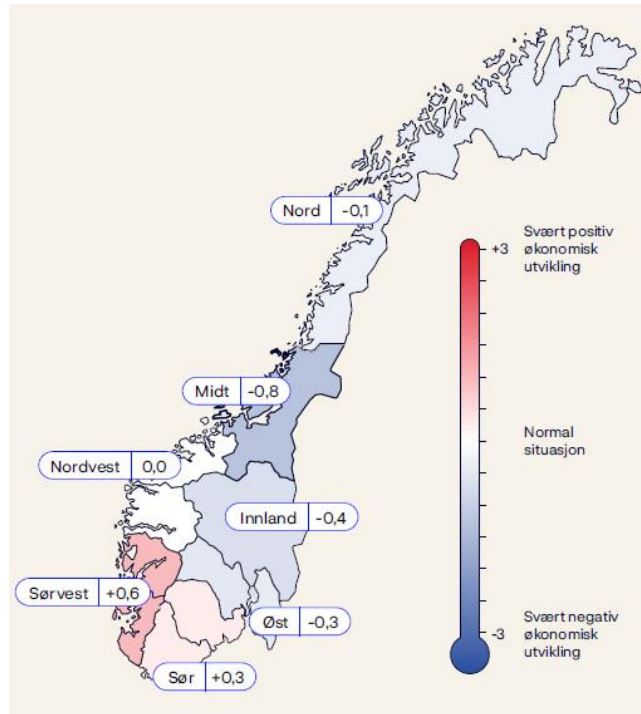 Nord -0,1
Svært positiv
+3
økonomisk
utvikling
Midt -0,8
Normal
situasjon
Nordvest 0,0
Innland -0,4
Sørvest +0,6
Øst -0,3
Svært negativ
-3
økonomisk
utvikling
Sør +0,3